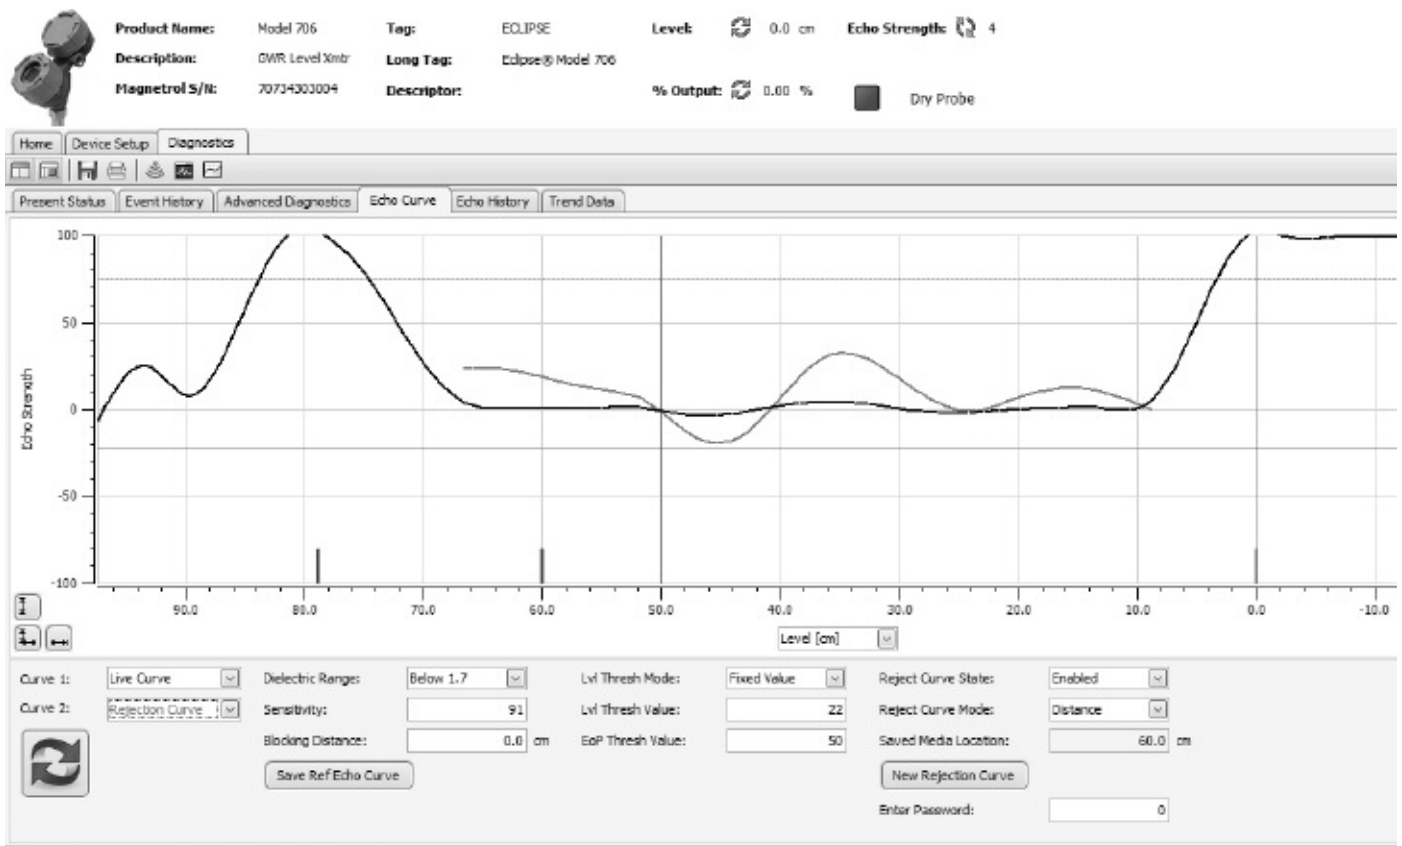 Product Name: Model 706 Tag: ECLIPSE Level: 0.0 cm Echo Strength: 4
Description: GWR Level Xmtr Long Tag: Eclipse® Model 706
Magnetrol S/N: 70734303004 Descriptor: % Output: 0.00 % Dry Probe
Home Device Setup Diagnostics
Present Status Event History Advanced Diagnostics Echo Curve Echo History Trend Data
100
50
0
-50
-100
Echo Strength
90.0 80.0 70.0 60.0 50.0 40.0 30.0 20.0 10.0 0.0 -10.0
Level [cm]
Curve 1: Live Curve Dielectric Range: Below 1.7 Lvl Thresh Mode: Fixed Value Reject Curve State: Enabled
Curve 2: Rejection Curve Sensitivity: 91 Lvl Thresh Value: 22 Reject Curve Mode: Distance
Blocking Distance: 0.0 cm EoP Thresh Value: 50 Saved Media Location: 60.0 cm
Save Ref Echo Curve New Rejection Curve
Enter Password: 0